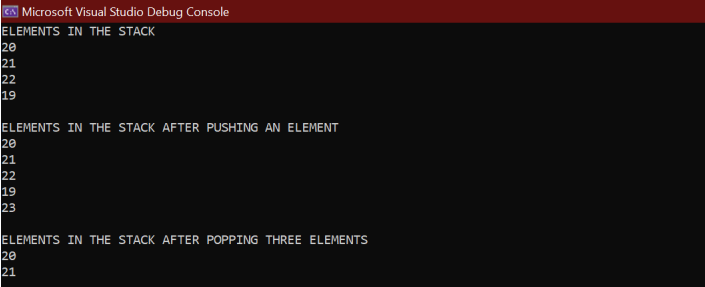 Microsoft Visual Studio Debug Console
ELEMENTS IN THE STACK
20
21
22
19
ELEMENTS IN THE STACK AFTER PUSHING AN ELEMENT
20
21
22
19
23
ELEMENTS IN THE STACK AFTER POPPING THREE ELEMENTS
20
21